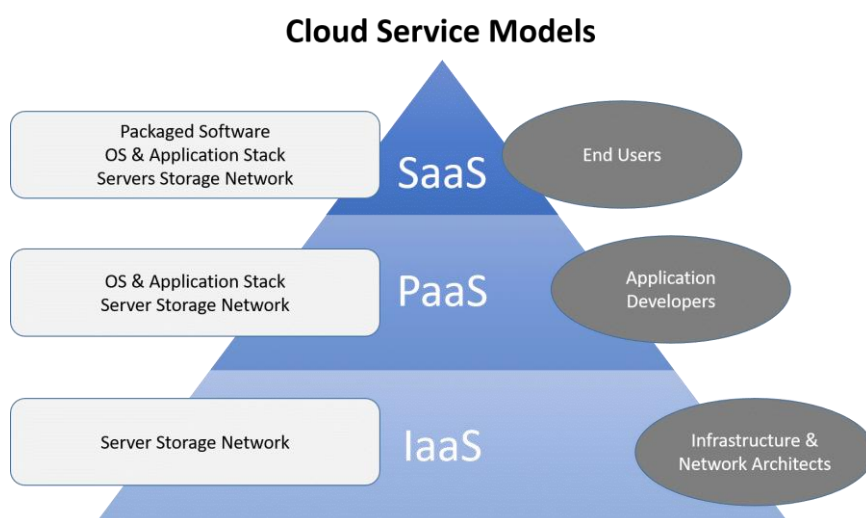 Cloud Service Models
Packaged Software
OS & Application Stack
Servers Storage Network
SaaS
End Users
OS & Application Stack
Server Storage Network
PaaS
Application
Developers
Server Storage Network
IaaS
Infrastructure &
Network Architects